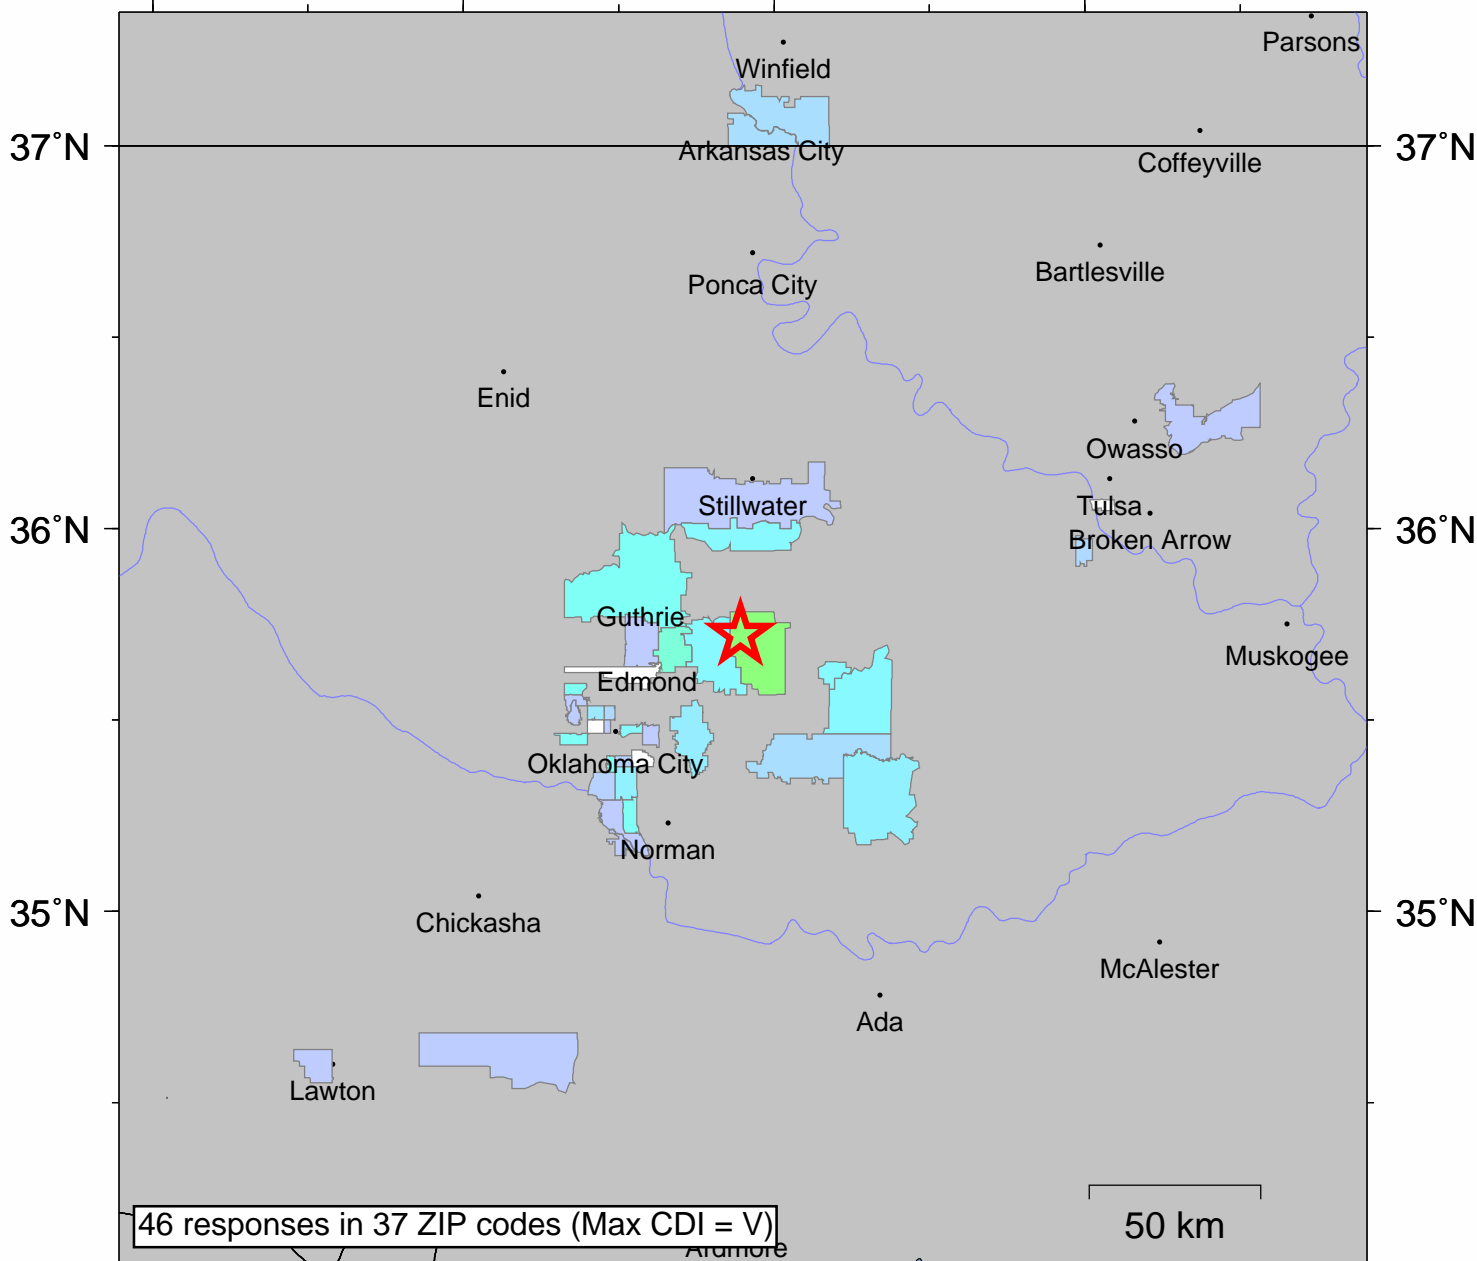 Parsons
Winfield
37°N
Arkansas City
37°N
Coffeyville
Bartlesville
Ponca City
Enid
Owasso
Stillwater
Tulsa
36°N
36°N
Broken Arrow
Guthrie
Muskogee
Edmond
Oklahoma City
Norman
35°N
Chickasha
35°N
McAlester
Ada
Lawton
46 responses in 37 ZIP codes (Max CDI = V)
50 km
Ardmore